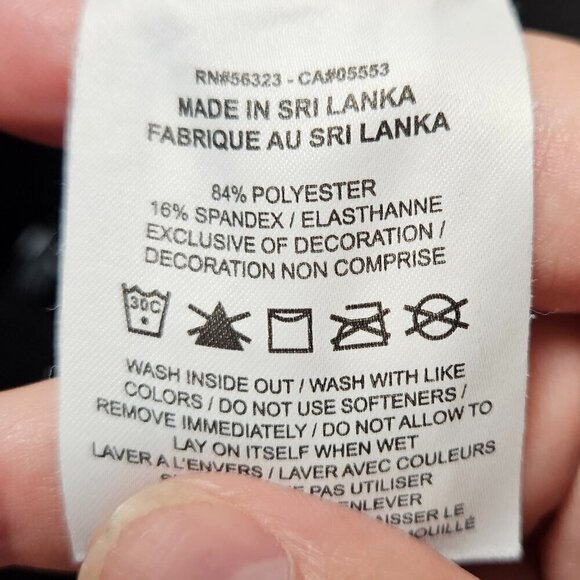 RN#56323 - CA#05553
MADE IN SRI LANKA
FABRIQUE AU SRI LANKA
84% POLYESTER
16% SPANDEX / ELASTHANNE
EXCLUSIVE OF DECORATION /
DECORATION NON COMPRISE
30C
WASH INSIDE OUT / WASH WITH LIKE
COLORS / DO NOT USE SOFTENERS /
REMOVE IMMEDIATELY / DO NOT ALLOW TO
LAY ON ITSELF WHEN WET
LAVER A L'ENVERS / LAVER AVEC COULEURS
PAS UTILISER
ENLEVER
LE
MOUILLÉ